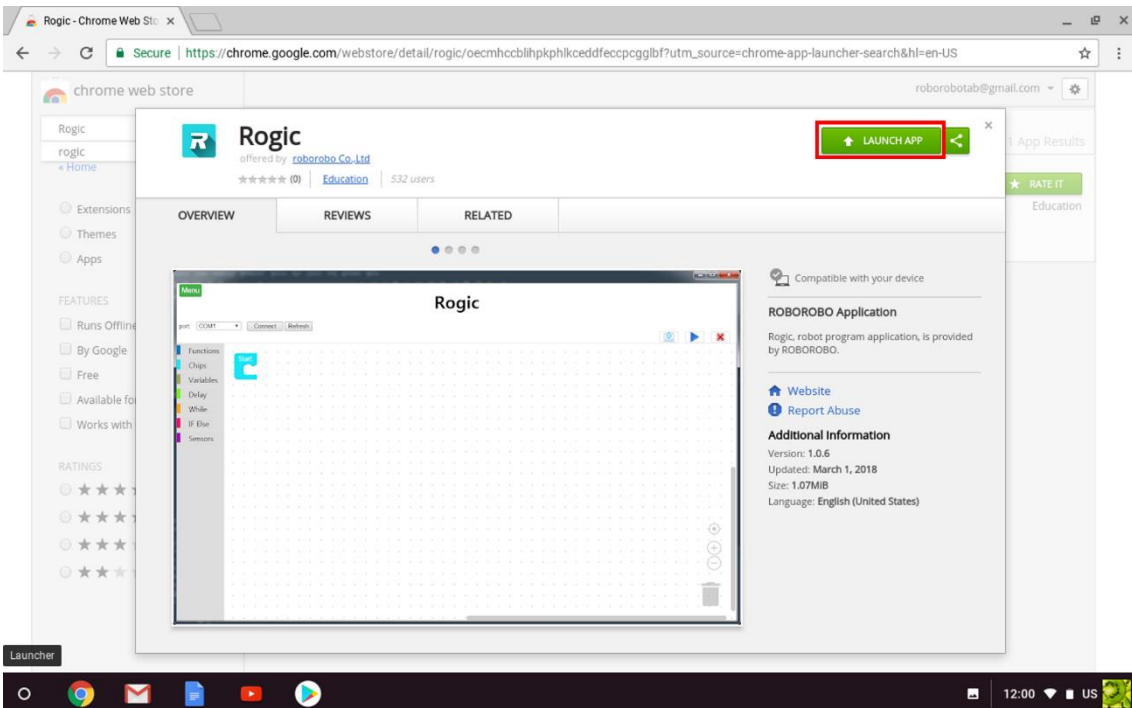 Rogic - Chrome Web Sto
Secure | https://chrome.google.com/webstore/detail/rogic/oecmhccblihpkphlkceddfeccpcgglbf?utm_source=chrome-app-launcher-search&hl=en-US
chrome web store
roborobotab@gmail.com
Rogic
rogic
« Home
Extensions
Themes
Apps
FEATURES
Runs Offline
By Google
Free
Available fo
Works with
RATINGS
Rogic
offered by roborobo Co.,Ltd
(0) Education 532 users
LAUNCH APP
1 App Results
RATE IT
Education
OVERVIEW REVIEWS RELATED
Menu
Rogic
port COM1 Connect Refresh
Functions
Chips
Variables
Delay
While
IF Else
Sensors
Start
Compatible with your device
ROBOROBO Application
Rogic, robot program application, is provided
by ROBOROBO.
Website
Report Abuse
Additional Information
Version: 1.0.6
Updated: March 1, 2018
Size: 1.07MiB
Language: English (United States)
Launcher
12:00 US